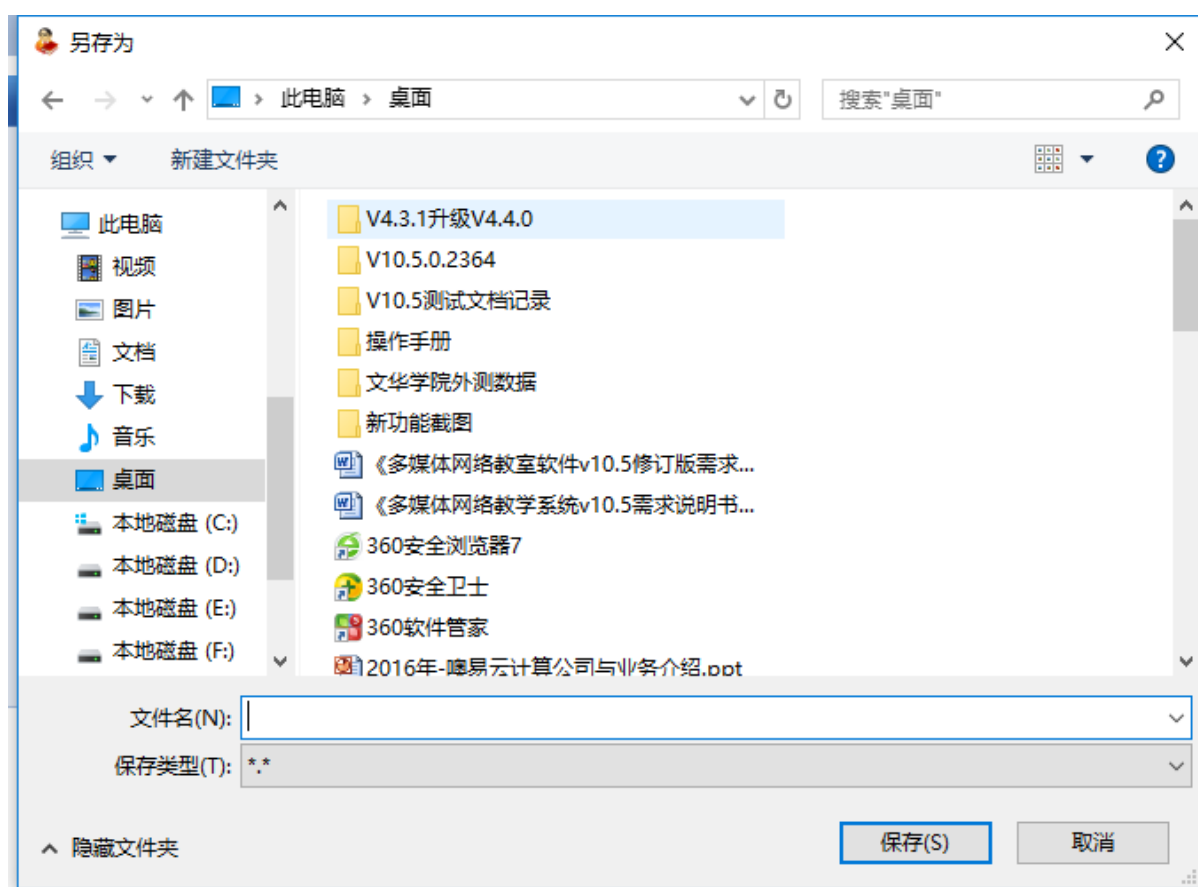 另存为
此电脑 > 桌面
搜索"桌面"
组织
新建文件夹
此电脑
视频
图片
文档
下载
音乐
桌面
本地磁盘 (C:)
本地磁盘 (D:)
本地磁盘 (E:)
本地磁盘 (F:)
V4.3.1升级V4.4.0
V10.5.0.2364
V10.5测试文档记录
操作手册
文华学院外测数据
新功能截图
《多媒体网络教室软件v10.5修订版需求...
《多媒体网络教学系统v10.5需求说明书...
360安全浏览器7
360安全卫士
360软件管家
2016年-噢易云计算公司与业务介绍.ppt
文件名(N):
保存类型(T): *.*
隐藏文件夹
保存(S)
取消